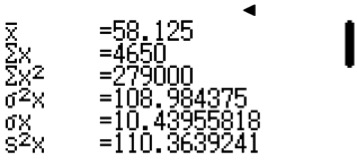 x̄ =58.125
Σx =4650
Σx² =279000
σ²x =108.984375
σx =10.43955818
s²x =110.3639241